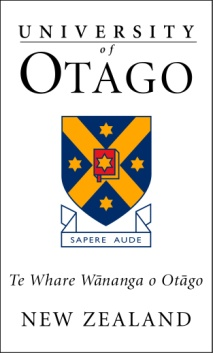 UNIVERSITY
of
OTAGO
SAPERE AUDE
Te Whare Wānanga o Otāgo
NEW ZEALAND